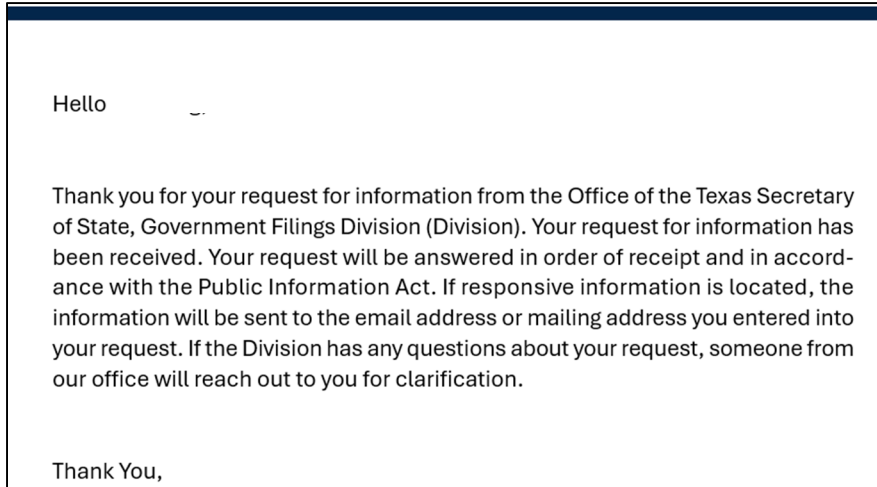 Hello
Thank you for your request for information from the Office of the Texas Secretary
of State, Government Filings Division (Division). Your request for information has
been received. Your request will be answered in order of receipt and in accord-
ance with the Public Information Act. If responsive information is located, the
information will be sent to the email address or mailing address you entered into
your request. If the Division has any questions about your request, someone from
our office will reach out to you for clarification.
Thank You,